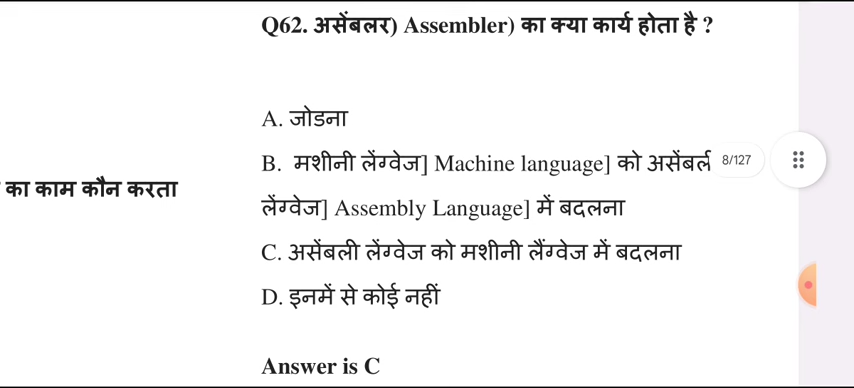 Q62. असेंबलर) Assembler) का क्या कार्य होता है ?
A. जोडना
B. मशीनी लेंग्वेज] Machine language] को असेंबली
8/127
का काम कौन करता
लेंग्वेज] Assembly Language] में बदलना
C. असेंबली लेंग्वेज को मशीनी लैंग्वेज में बदलना
D. इनमें से कोई नहीं
Answer is C